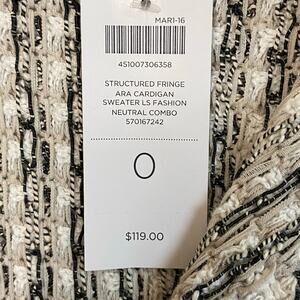 MAR1-16
451007306358
STRUCTURED FRINGE
ARA CARDIGAN
SWEATER LS FASHION
NEUTRAL COMBO
570167242
0
$119.00